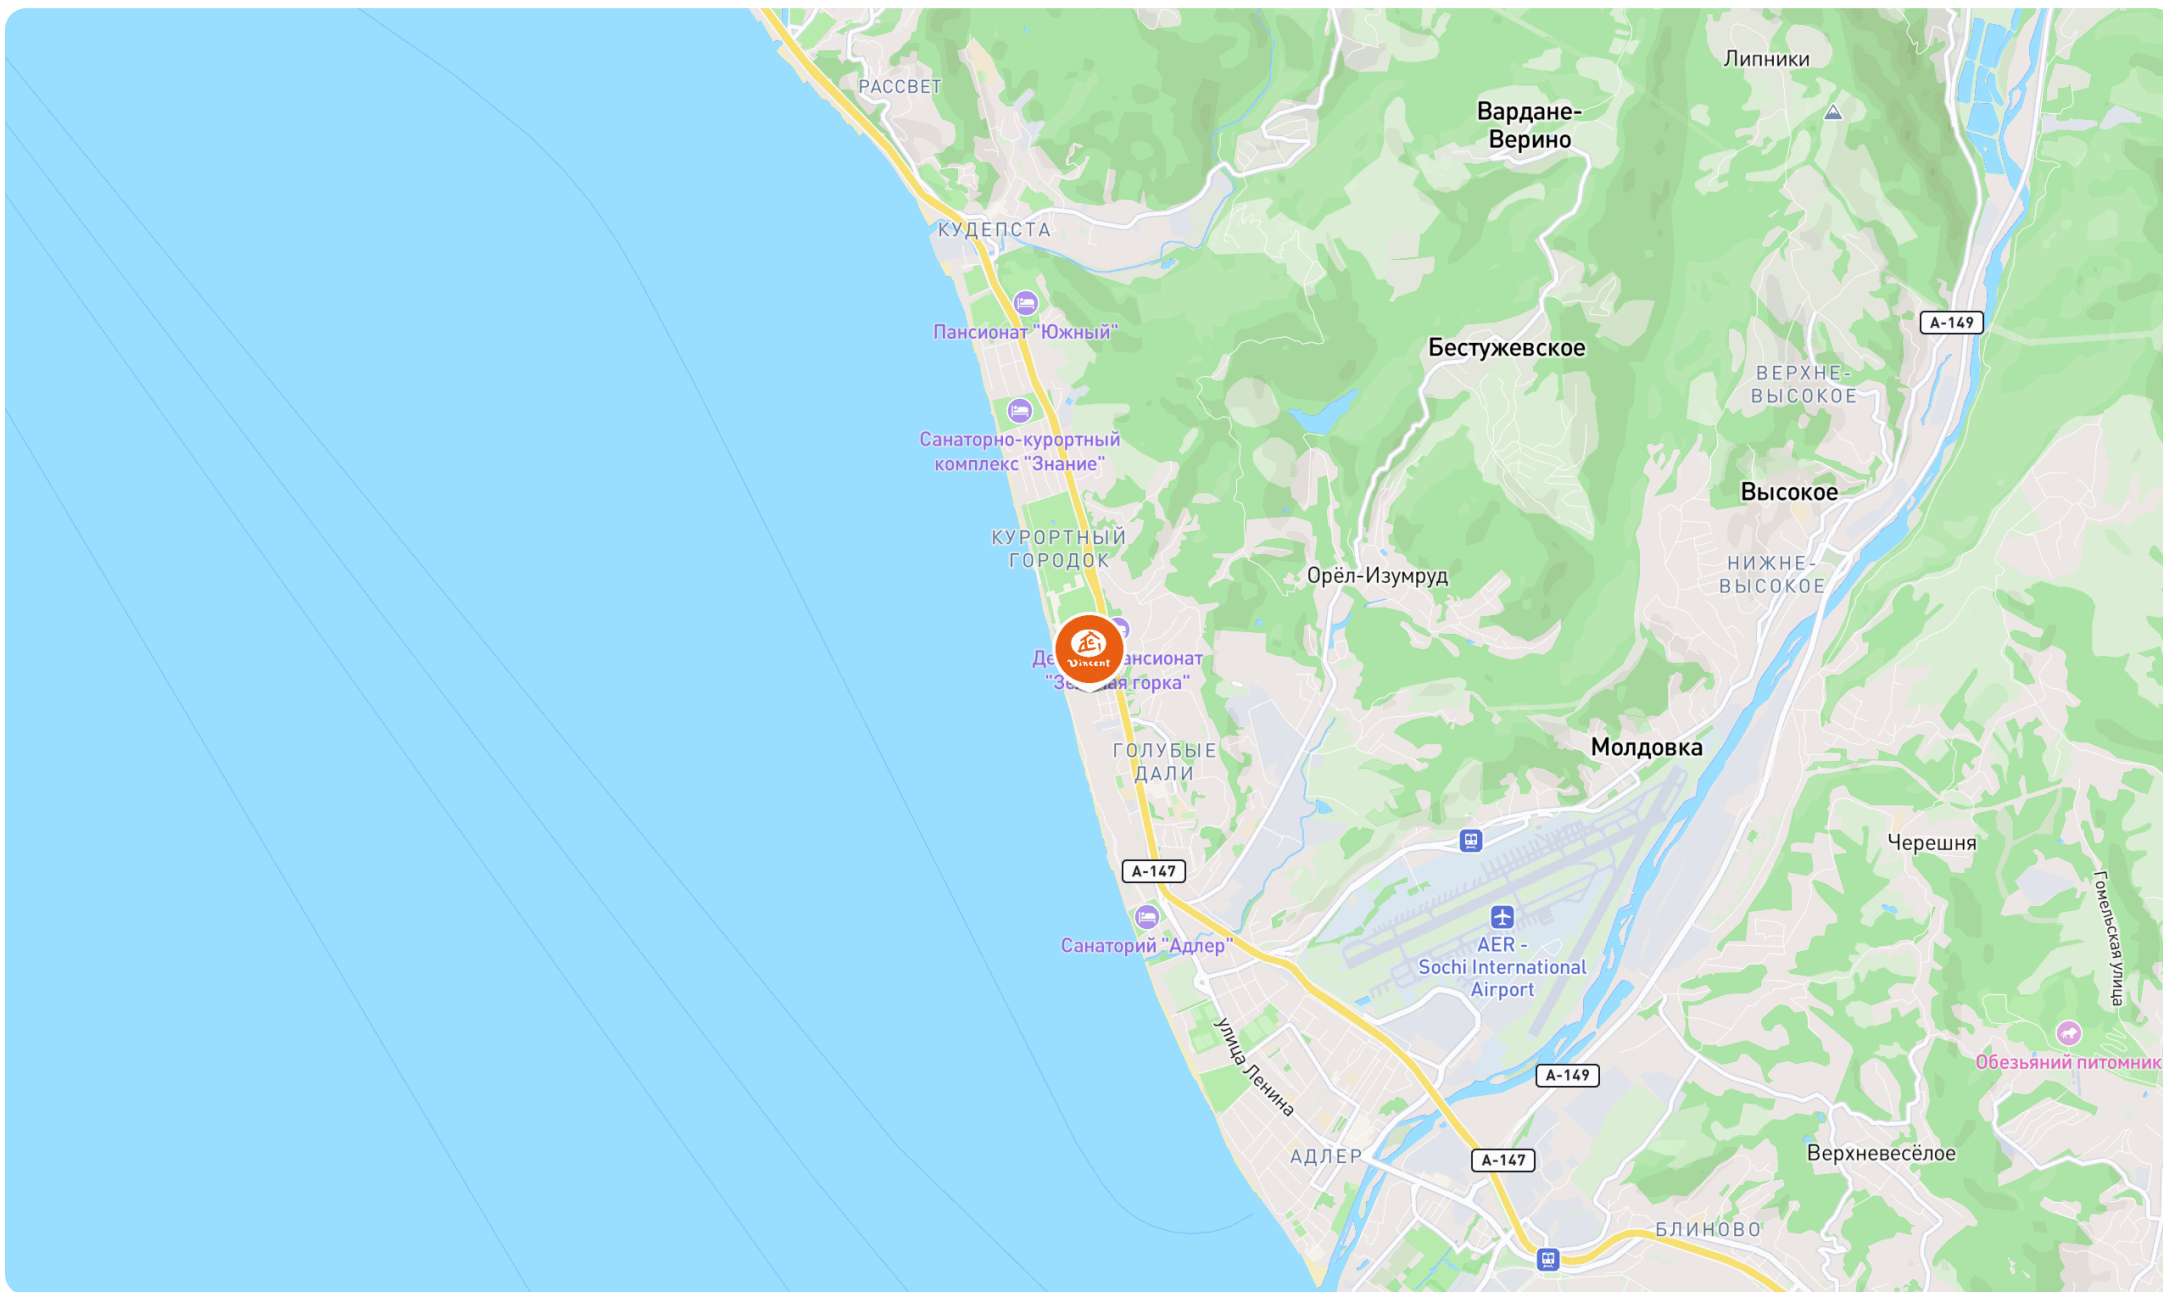 Липники
РАССВЕТ
Вардане-
Верино
КУДЕПСТА
Пансионат "Южный"
А-149
Бестужевское
ВЕРХНЕ-
ВЫСОКОЕ
Санаторно-курортный
комплекс "Знание"
Высокое
КУРОРТНЫЙ
ГОРОДОК
НИЖНЕ-
ВЫСОКОЕ
Орёл-Изумруд
Vincent
горка"
ГОЛУБЫЕ
ДАЛИ
Молдовка
Черешня
А-147
Гомельская улица
Санаторий "Адлер"
AER -
Sochi International
Airport
улица Ленина
Обезьяний питомник
А-149
АДЛЕР
А-147
Верхневесёлое
БЛИНОВО